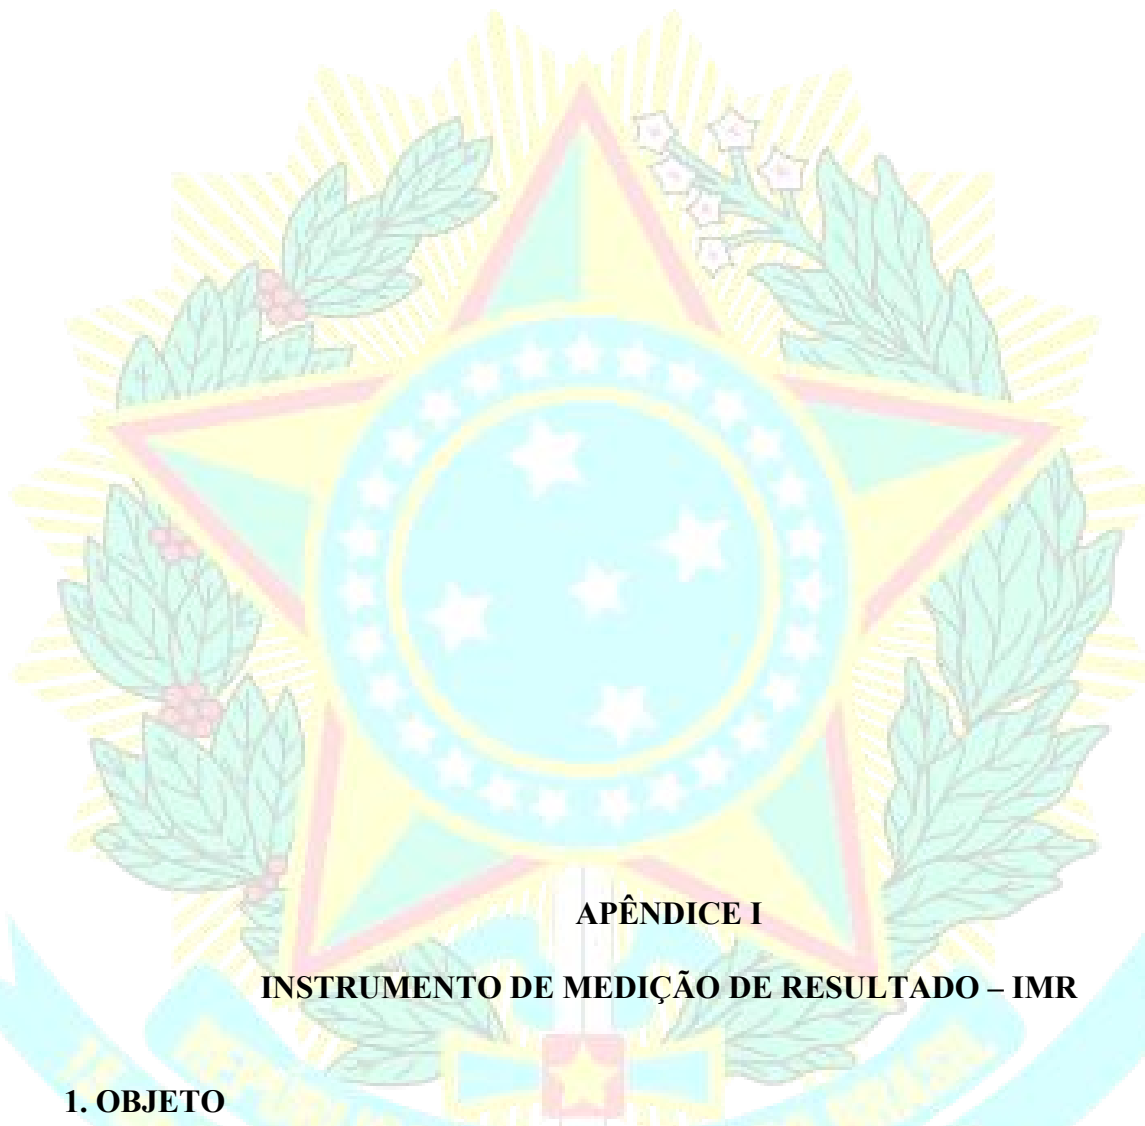 APÊNDICE I
INSTRUMENTO DE MEDIÇÃO DE RESULTADO – IMR
1. OBJETO